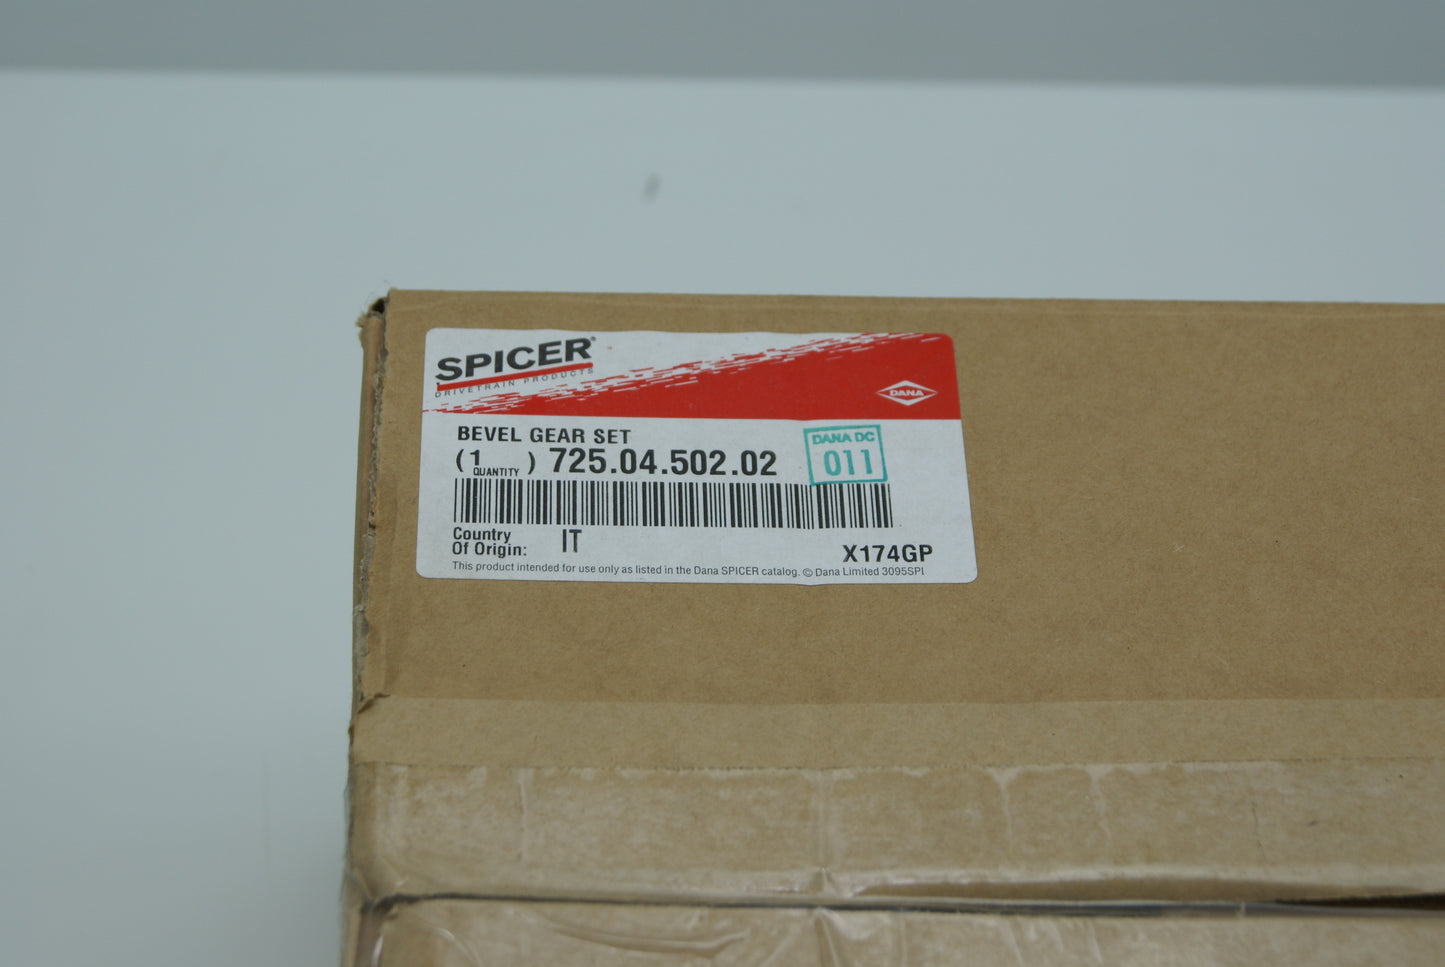 SPICER®
DRIVETRAIN PRODUCTS
DANA
BEVEL GEAR SET
(1 QUANTITY ) 725.04.502.02
DANA DC
011
Country
Of Origin: IT
X174GP
This product intended for use only as listed in the Dana SPICER catalog. © Dana Limited 3095SPI